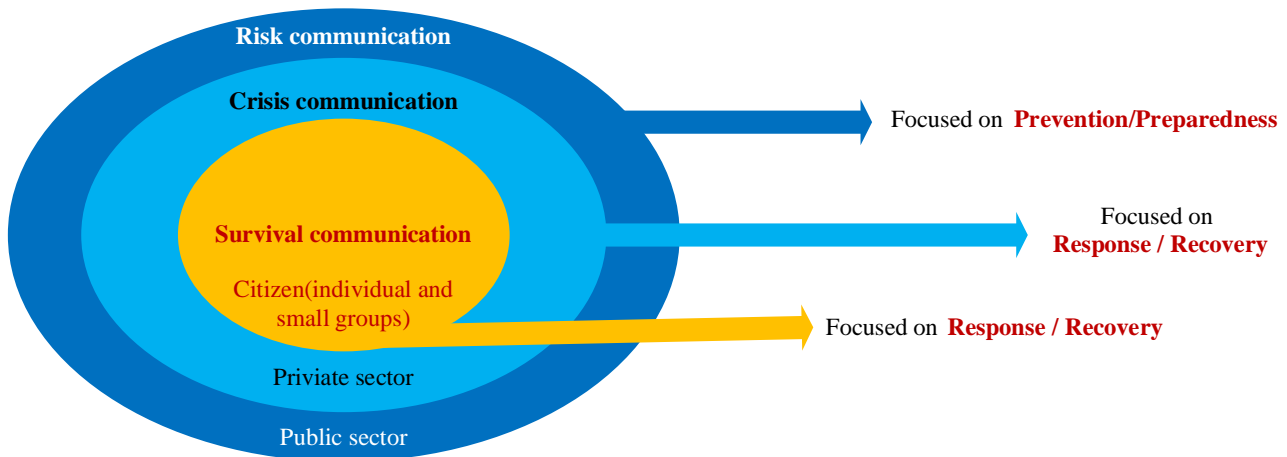 Risk communication
Crisis communication
Survival communication
Citizen(individual and
small groups)
Priviate sector
Public sector
Focused on Prevention/Preparedness
Focused on
Response / Recovery
Focused on Response / Recovery